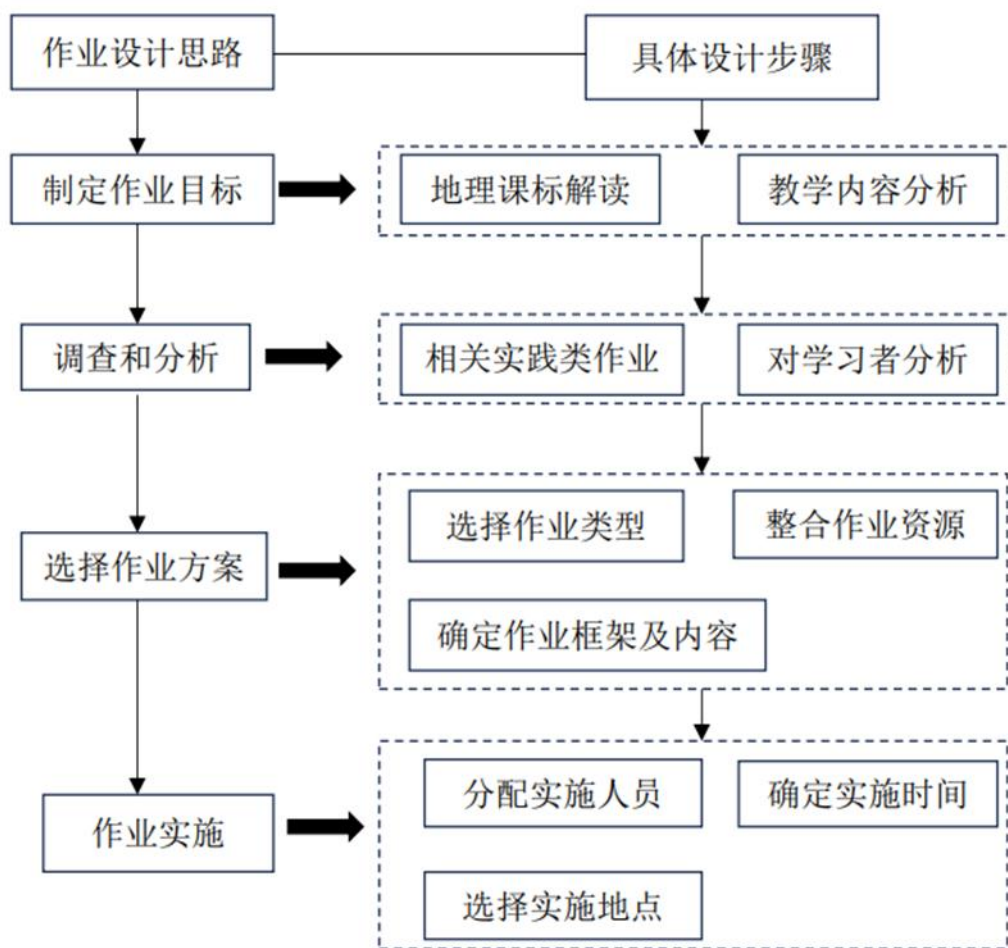 作业设计思路
具体设计步骤
制定作业目标
地理课标解读
教学内容分析
调查和分析
相关实践类作业
对学习者分析
选择作业方案
选择作业类型
整合作业资源
确定作业框架及内容
作业实施
分配实施人员
确定实施时间
选择实施地点